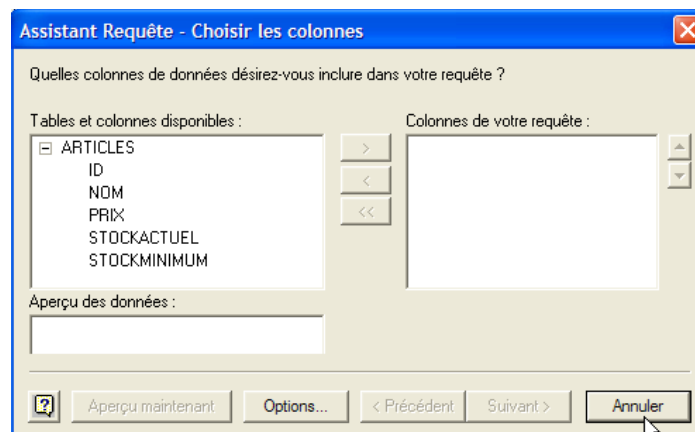 Assistant Requête - Choisir les colonnes
Quelles colonnes de données désirez-vous inclure dans votre requête ?
Tables et colonnes disponibles :
ARTICLES
ID
NOM
PRIX
STOCKACTUEL
STOCKMINIMUM
>
<
<<
Colonnes de votre requête :
Aperçu des données :
Aperçu maintenant
Options...
< Précédent
Suivant >
Annuler